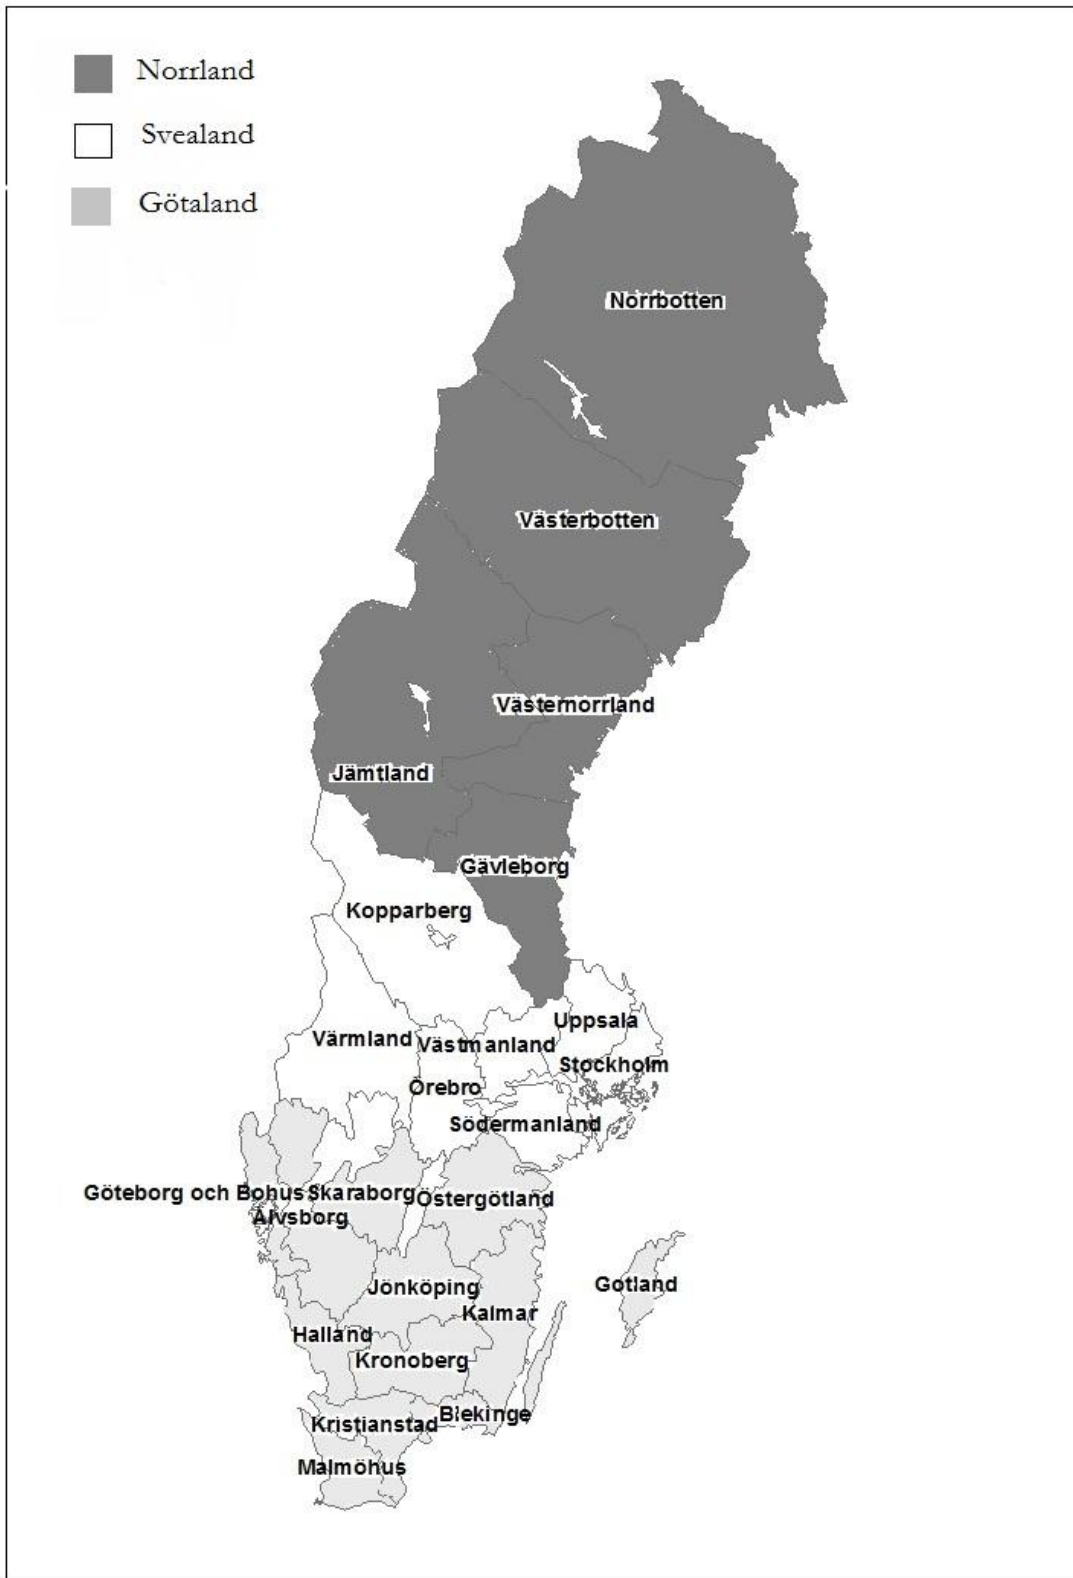 Norrland
Svealand
Götaland
Norrbotten
Västerbotten
Västernorrland
Jämtland
Gävleborg
Kopparberg
Uppsala
Värmland
Västmanland
Stockholm
Örebro
Södermanland
Göteborg och Bohus
Skaraborg
Östergötland
Älvsborg
Gotland
Jönköping
Kalmar
Halland
Kronoberg
Blekinge
Kristianstad
Malmöhus